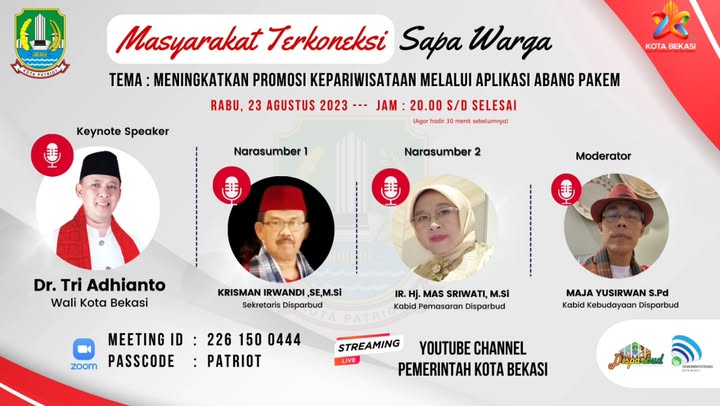 Masyarakat Terkoneksi Sapa Warga
KOTA BEKASI
KOTA PATRIOT
TEMA : MENINGKATKAN PROMOSI KEPARIWISATAAN MELALUI APLIKASI ABANG PAKEM
RABU, 23 AGUSTUS 2023 --- JAM : 20.00 S/D SELESAI
(Agar hadir 30 menit sebelumnya)
Keynote Speaker
Narasumber 1
Narasumber 2
Moderator
Dr. Tri Adhianto
Wali Kota Bekasi
KRISMAN IRWANDI ,SE,M.Si
Sekretaris Disparbud
IR. Hj. MAS SRIWATI, M.Si
Kabid Pemasaran Disparbud
MAJA YUSIRWAN S.Pd
Kabid Kebudayaan Disparbud
KOTA PATRIOT
zoom
MEETING ID : 226 150 0444
PASSCODE : PATRIOT
STREAMING
LIVE
YOUTUBE CHANNEL
PEMERINTAH KOTA BEKASI
Disparbud